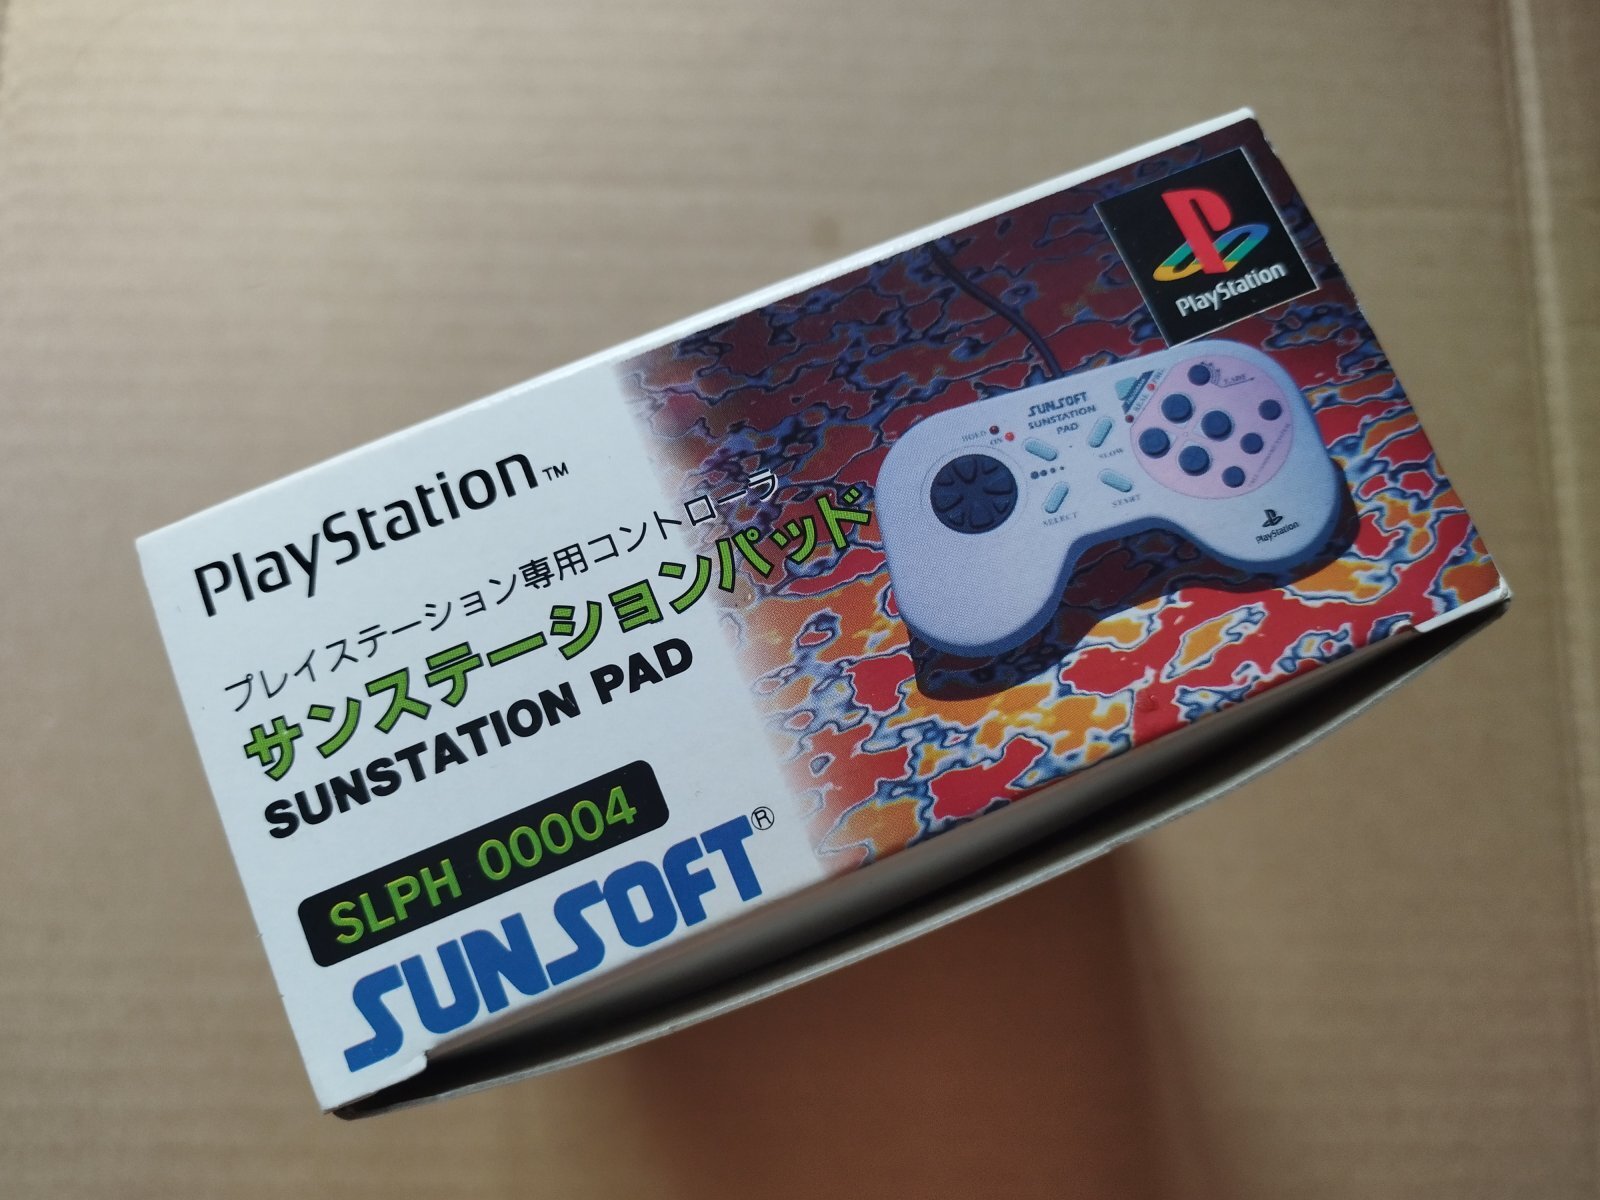 PlayStation™
プレイステーション専用コントローラ
サンステーションパッド
SUNSTATION PAD
SLPH 00004
SUNSOFT®
PlayStation
SUNSOFT
SUNSTATION
PAD
HOLD
ON
SLOW
SELECT
START
PlayStation